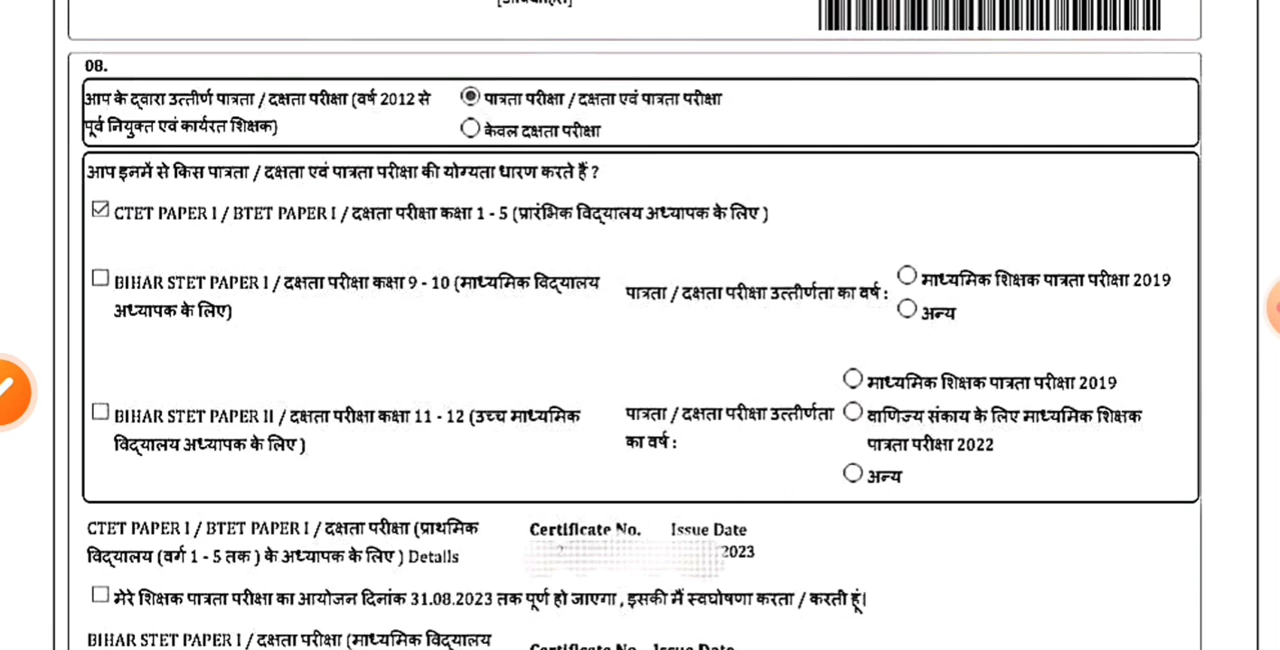 08.
आप के द्वारा उत्तीर्ण पात्रता / दक्षता परीक्षा (वर्ष 2012 से
पूर्व नियुक्त एवं कार्यरत शिक्षक)
पात्रता परीक्षा / दक्षता एवं पात्रता परीक्षा
केवल दक्षता परीक्षा
आप इनमें से किस पात्रता / दक्षता एवं पात्रता परीक्षा की योग्यता धारण करते हैं ?
CTET PAPER I / BTET PAPER I / दक्षता परीक्षा कक्षा 1 - 5 (प्रारंभिक विद्यालय अध्यापक के लिए )
BIHAR STET PAPER I / दक्षता परीक्षा कक्षा 9 - 10 (माध्यमिक विद्यालय
अध्यापक के लिए)
पात्रता / दक्षता परीक्षा उत्तीर्णता का वर्ष :
माध्यमिक शिक्षक पात्रता परीक्षा 2019
अन्य
BIHAR STET PAPER II / दक्षता परीक्षा कक्षा 11 - 12 (उच्च माध्यमिक
विद्यालय अध्यापक के लिए )
पात्रता / दक्षता परीक्षा उत्तीर्णता
का वर्ष :
माध्यमिक शिक्षक पात्रता परीक्षा 2019
वाणिज्य संकाय के लिए माध्यमिक शिक्षक
पात्रता परीक्षा 2022
अन्य
CTET PAPER I / BTET PAPER I / दक्षता परीक्षा (प्राथमिक
विद्यालय (वर्ग 1 - 5 तक ) के अध्यापक के लिए ) Details
Certificate No. Issue Date
2023
मेरे शिक्षक पात्रता परीक्षा का आयोजन दिनांक 31.08.2023 तक पूर्ण हो जाएगा , इसकी मैं स्वघोषणा करता / करती हूं|
BIHAR STET PAPER I / दक्षता परीक्षा (माध्यमिक विद्यालय
Certificate No. Issue Date